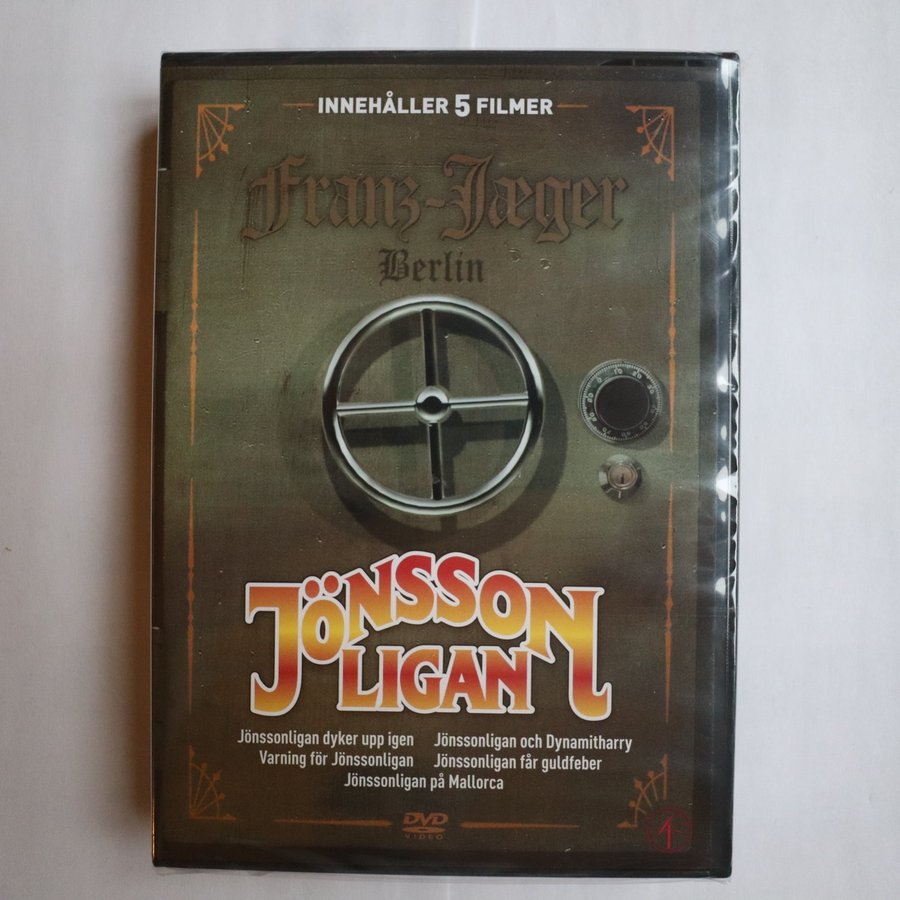 INNEHÅLLER 5 FILMER
Franz-Jæger
Berlin
JÖNSSON
LIGAN
Jönssonligan dyker upp igen Jönssonligan och Dynamitharry
Varning för Jönssonligan Jönssonligan får guldfeber
Jönssonligan på Mallorca
DVD
VIDEO
1